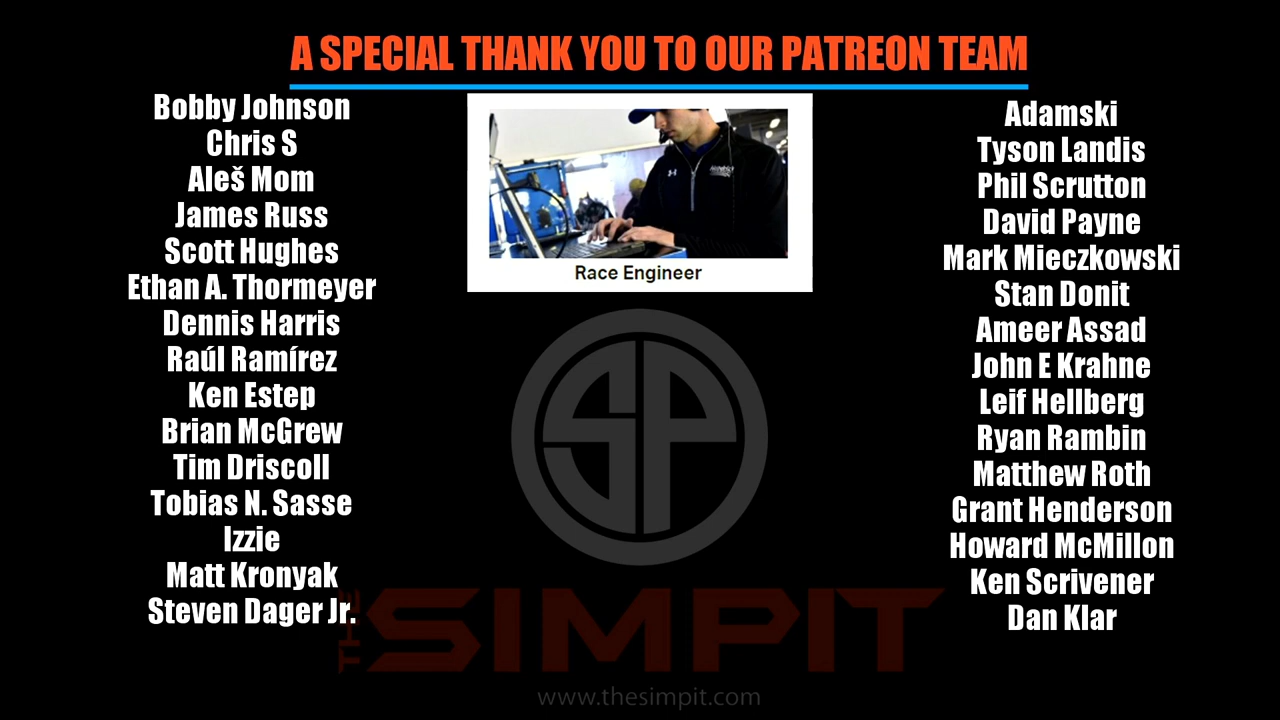 A SPECIAL THANK YOU TO OUR PATREON TEAM
Bobby Johnson
Chris S
Aleš Mom
James Russ
Scott Hughes
Ethan A. Thormeyer
Dennis Harris
Raúl Ramírez
Ken Estep
Brian McGrew
Tim Driscoll
Tobias N. Sasse
Izzie
Matt Kronyak
Steven Dager Jr.
Race Engineer
SP
THE SIMPIT
www.thesimpit.com
Adamski
Tyson Landis
Phil Scrutton
David Payne
Mark Mieczkowski
Stan Donit
Ameer Assad
John E Krahne
Leif Hellberg
Ryan Rambin
Matthew Roth
Grant Henderson
Howard McMillon
Ken Scrivener
Dan Klar